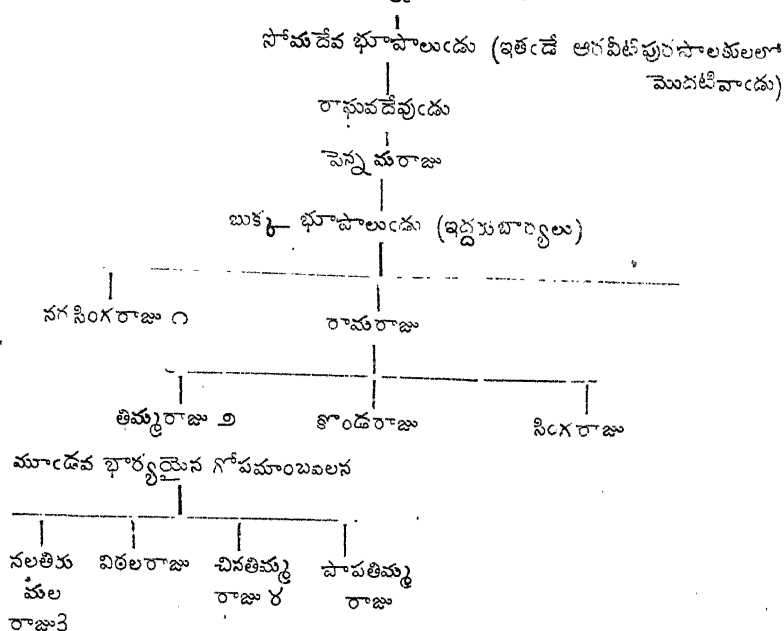 సోమదేవ భూపాలుఁడు (ఇతఁడే ఆరవీటిపురపాలకులలో
మొదటివాఁడు)
రాఘవదేవుఁడు
పిన్నమరాజు
బుక్క భూపాలుఁడు (ఇద్దరుభార్యలు)
నగసింగరాజు ౧
రామరాజు
తిమ్మరాజు ౨
కొండరాజు
సింగరాజు
మూఁడవ భార్యయైన గోపమాంబవలన
నలతిరు
మల
రాజు3
విఠలరాజు
చినతిమ్మ
రాజు ౪
పాపతిమ్మ
రాజు